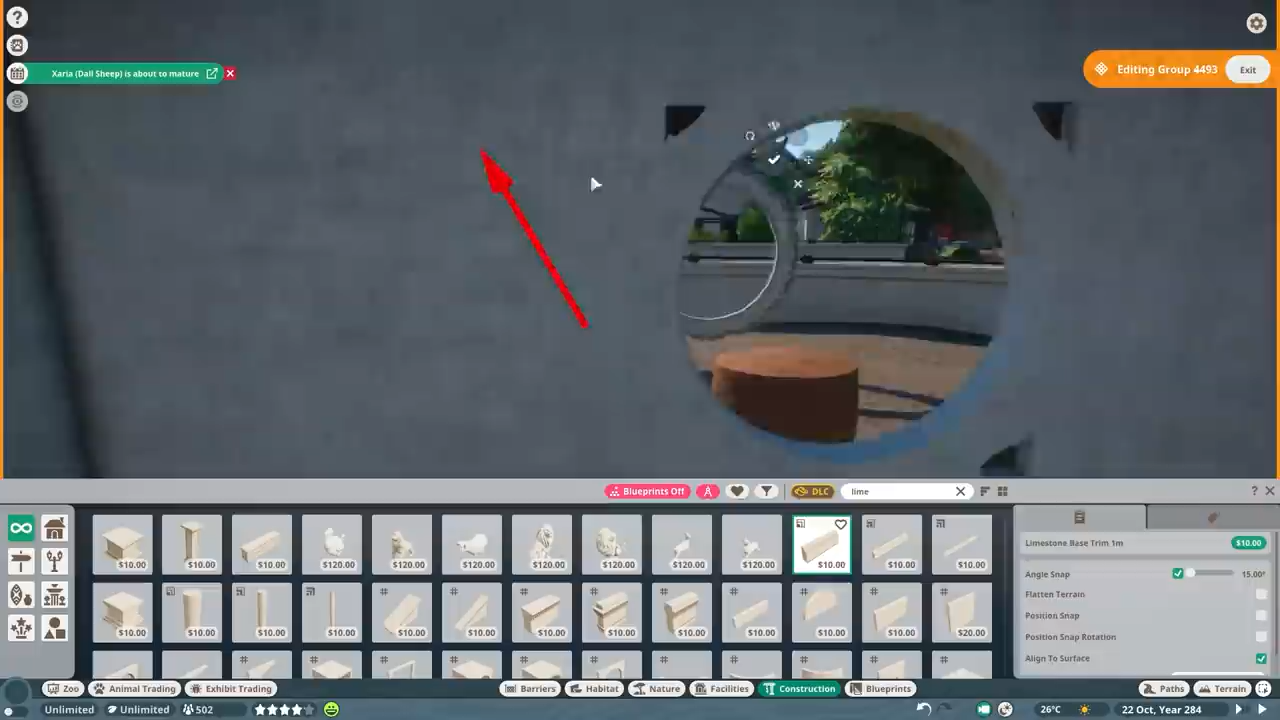 ?
Xaria (Dall Sheep) is about to mature
Editing Group 4493
Exit
Blueprints Off
DLC
lime
$10.00 $10.00 $10.00 $120.00 $120.00 $120.00 $120.00 $120.00 $120.00 $120.00 $10.00 $10.00 $10.00
$10.00 $10.00 $10.00 $10.00 $10.00 $10.00 $10.00 $10.00 $10.00 $10.00 $10.00 $10.00 $20.00
Limestone Base Trim 1m $10.00
Angle Snap 15.00°
Flatten Terrain
Position Snap
Position Snap Rotation
Align To Surface
Zoo Animal Trading Exhibit Trading Barriers Habitat Nature Facilities Construction Blueprints Paths Terrain
Unlimited Unlimited 502 26°C 22 Oct, Year 284